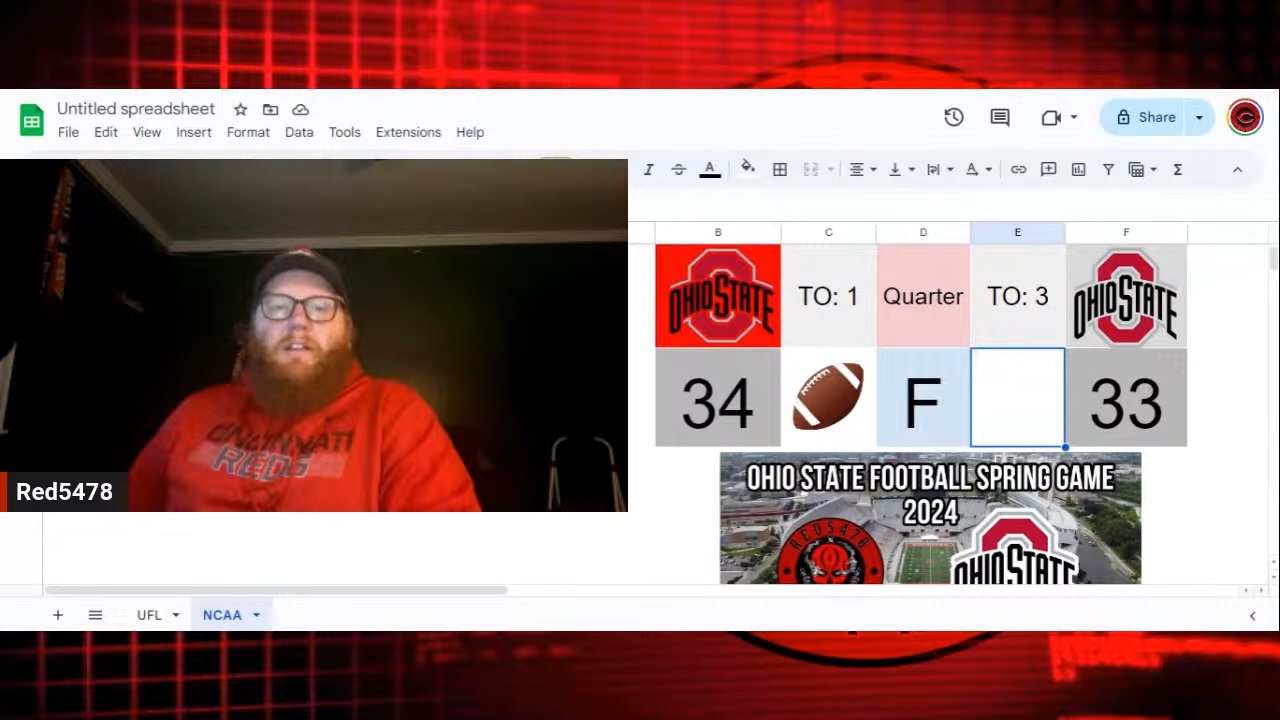 Untitled spreadsheet
File Edit View Insert Format Data Tools Extensions Help
Share
B C D E F
OHIO STATE TO: 1 Quarter TO: 3 OHIO STATE
34 F 33
CINCINNATI
REDS
Red5478
OHIO STATE FOOTBALL SPRING GAME
2024
RED5478
OHIO STATE
UFL NCAA